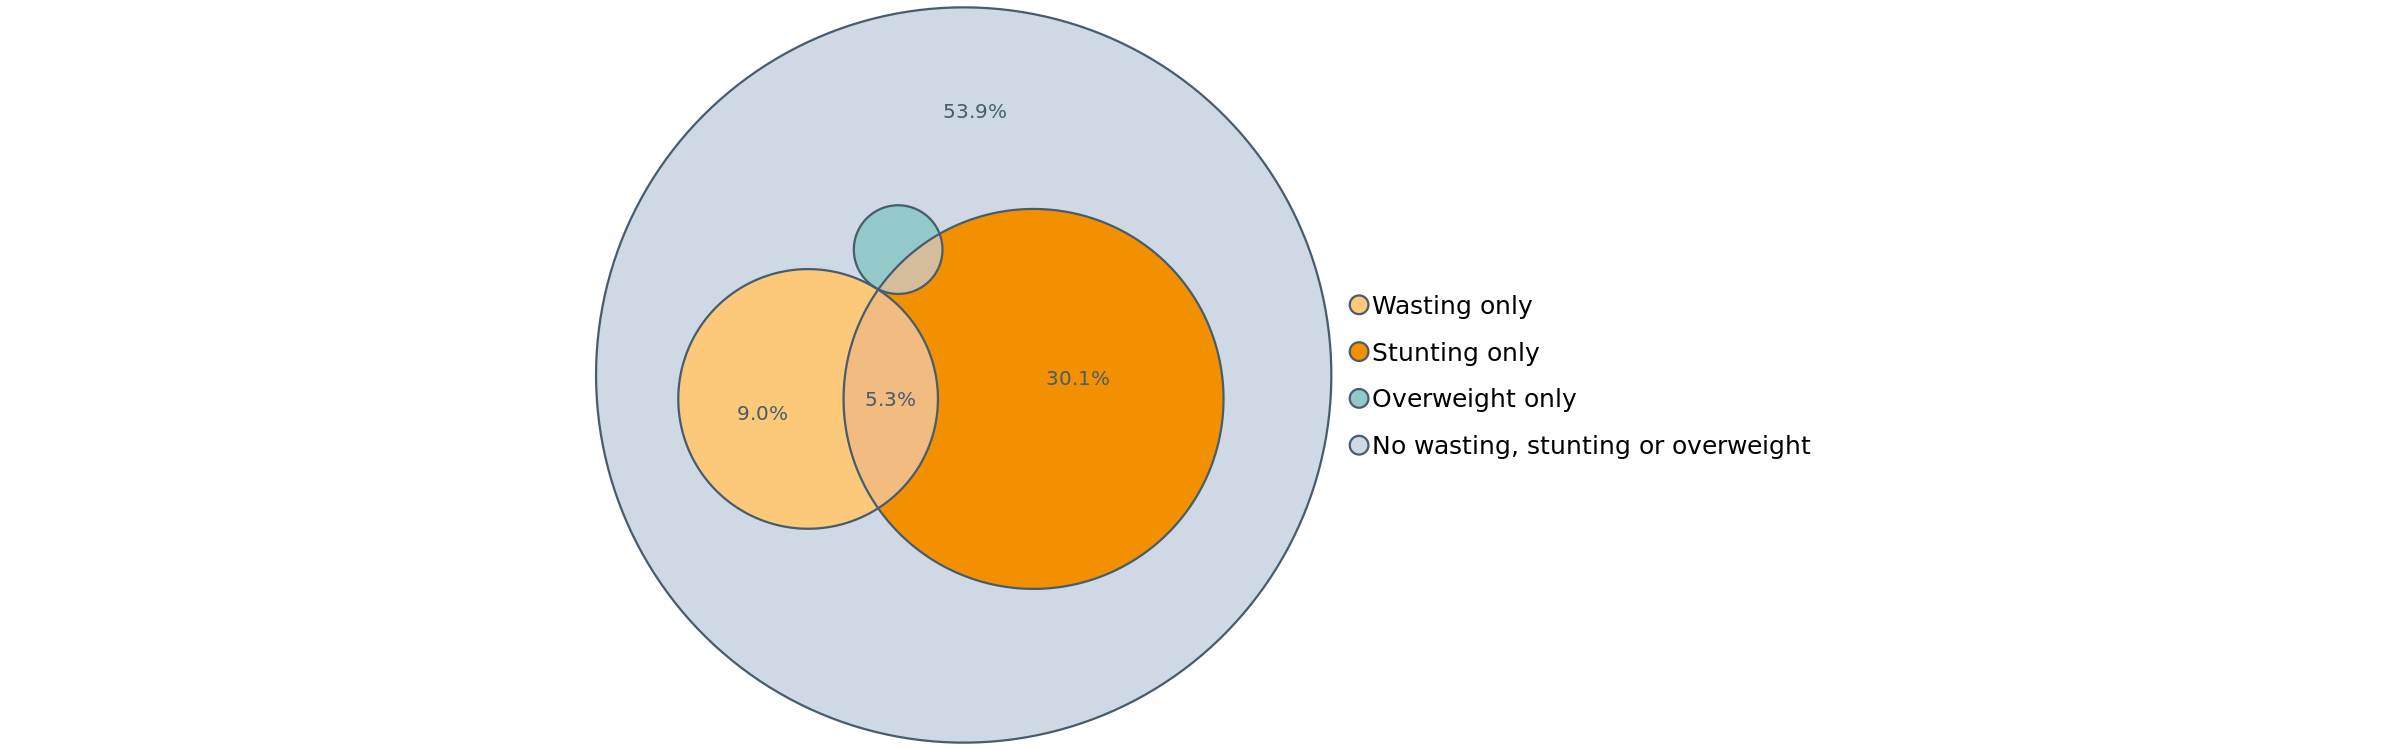 53.9%
30.1%
5.3%
9.0%
Wasting only
Stunting only
Overweight only
No wasting, stunting or overweight